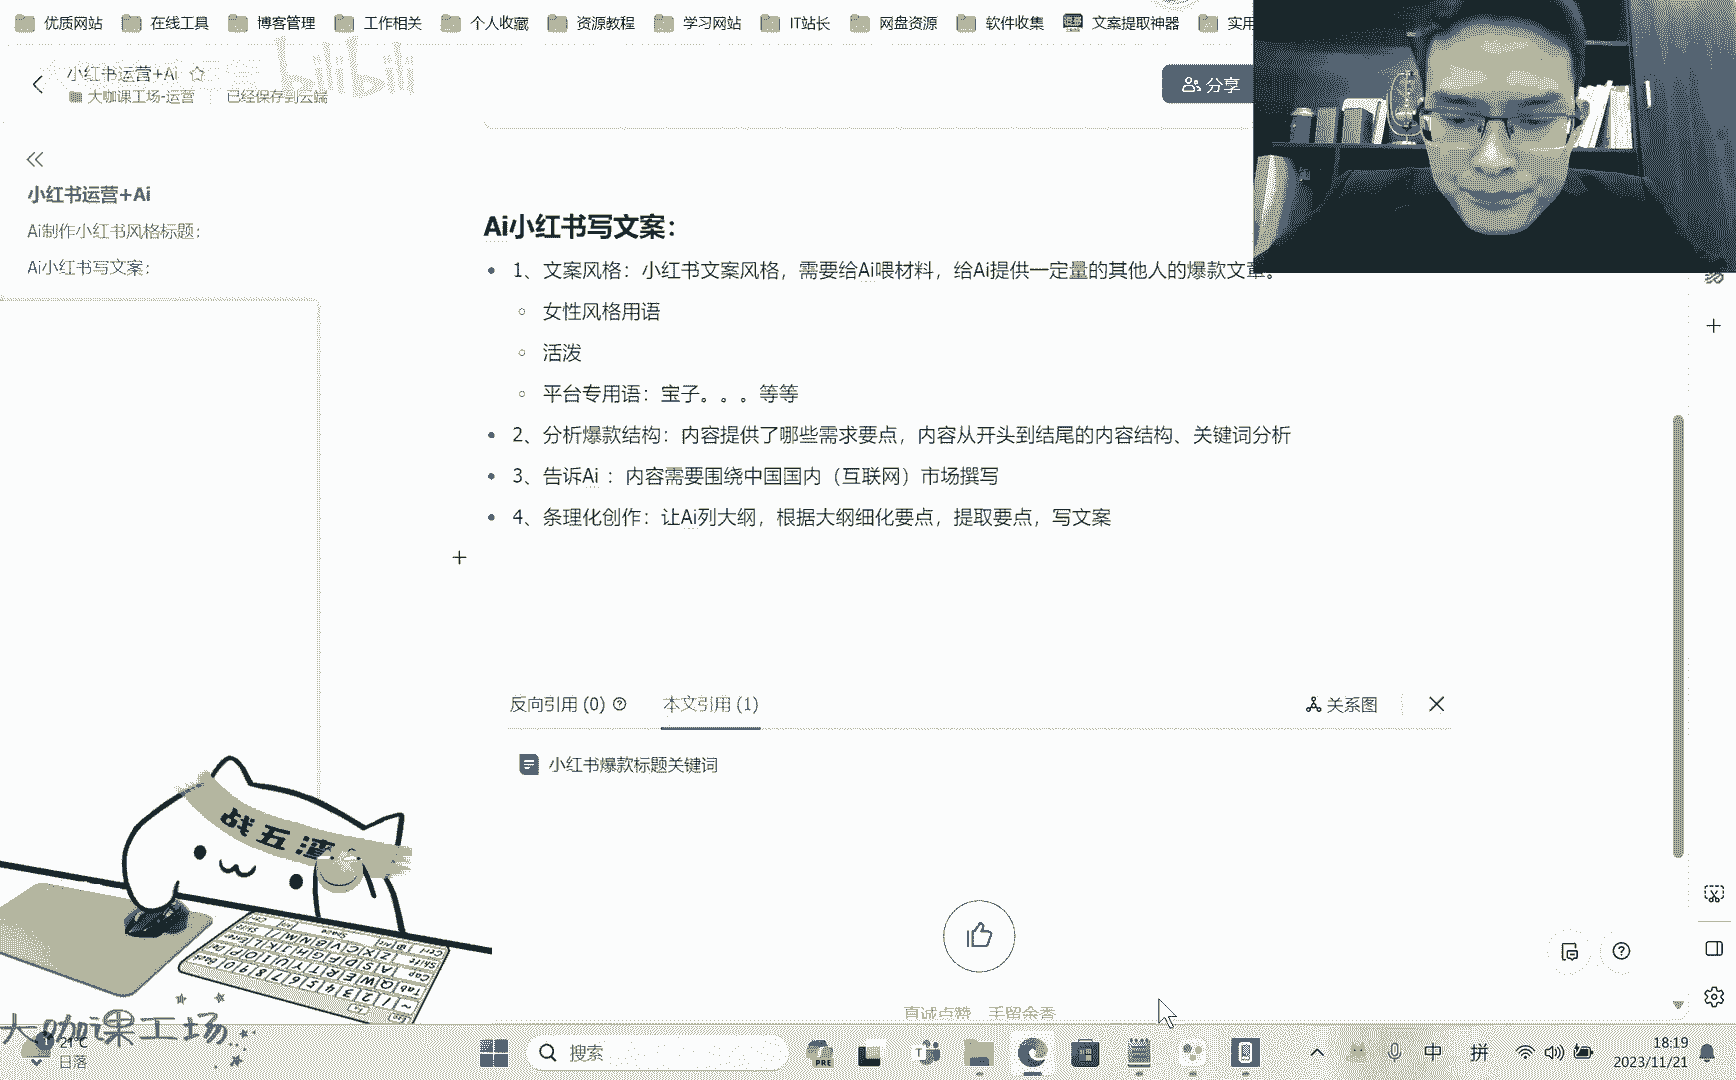 优质网站 在线工具 博客管理 工作相关 个人收藏 资源教程 学习网站 IT站长 网盘资源 软件收集 文案提取神器 实用
小红书运营+Ai
bilibili
大咖课工场-运营 已经保存到云端
分享
小红书运营+Ai
Ai制作小红书风格标题:
Ai小红书写文案:
Ai小红书写文案:
1、文案风格：小红书文案风格，需要给Ai喂材料，给Ai提供一定量的其他人的爆款文章。
女性风格用语
活泼
平台专用语：宝子。。。等等
2、分析爆款结构：内容提供了哪些需求要点，内容从开头到结尾的内容结构、关键词分析
3、告诉Ai ：内容需要围绕中国国内（互联网）市场撰写
4、条理化创作：让Ai列大纲，根据大纲细化要点，提取要点，写文案
反向引用 (0) 本文引用 (1) 关系图
小红书爆款标题关键词
战五渣
真诚点赞，手留余香
大咖课工场
21°C
日落
搜索
PRE
中 拼
18:19
2023/11/21